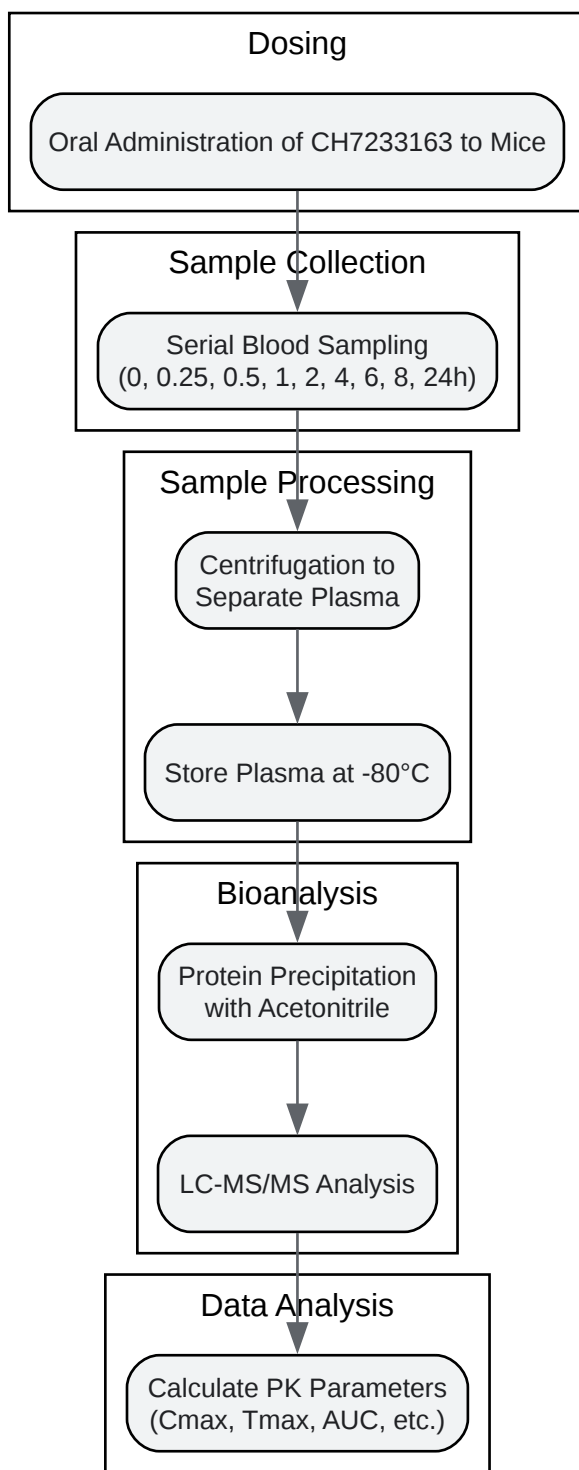 Dosing
Oral Administration of CH7233163 to Mice
Sample Collection
Serial Blood Sampling
(0, 0.25, 0.5, 1, 2, 4, 6, 8, 24h)
Sample Processing
Centrifugation to
Separate Plasma
Store Plasma at -80°C
Bioanalysis
Protein Precipitation
with Acetonitrile
LC-MS/MS Analysis
Data Analysis
Calculate PK Parameters
(Cmax, Tmax, AUC, etc.)